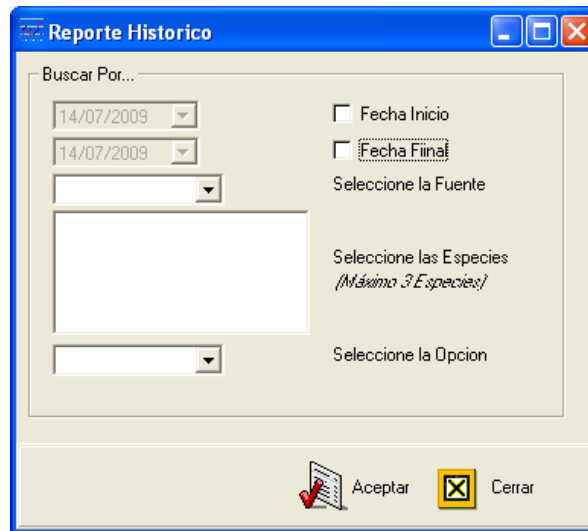 Reporte Historico
Buscar Por...
14/07/2009
Fecha Inicio
14/07/2009
Fecha Fiinal
Seleccione la Fuente
Seleccione las Especies
(Máximo 3 Especies)
Seleccione la Opcion
Aceptar
Cerrar